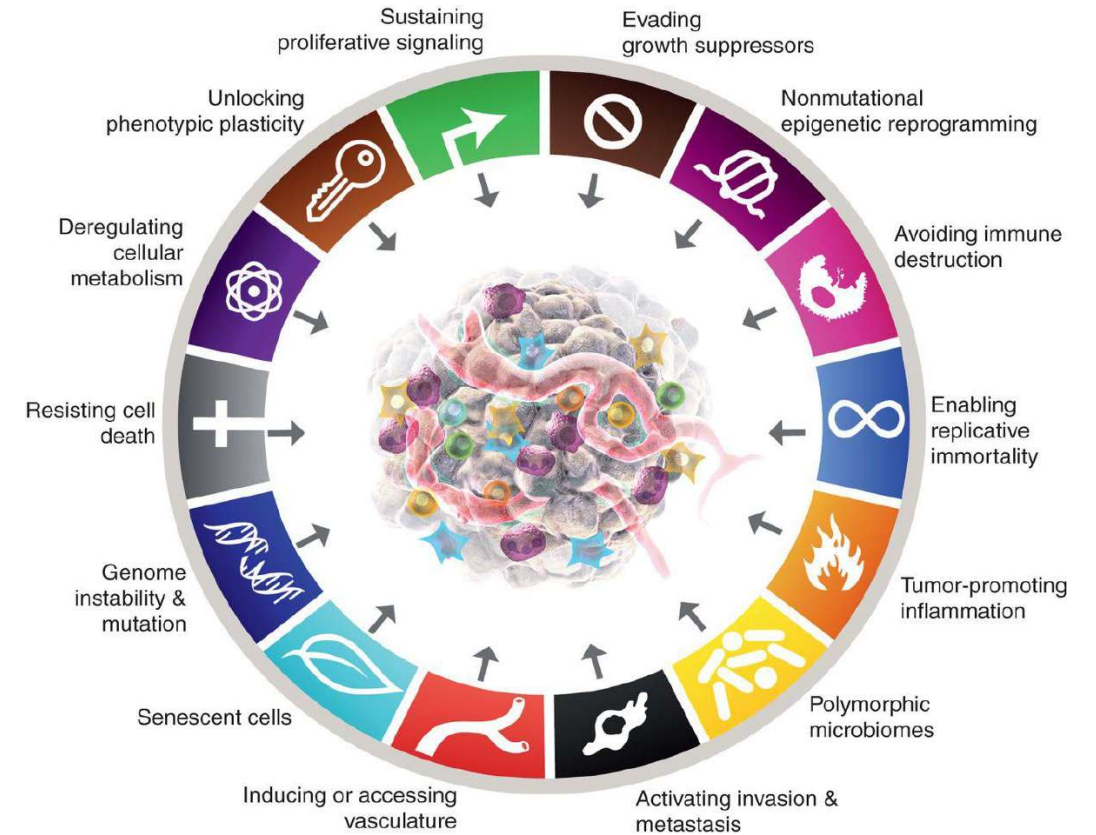 Sustaining
proliferative signaling
Evading
growth suppressors
Nonmutational
epigenetic reprogramming
Avoiding immune
destruction
Enabling
replicative
immortality
Tumor-promoting
inflammation
Polymorphic
microbiomes
Activating invasion &
metastasis
Inducing or accessing
vasculature
Senescent cells
Genome
instability &
mutation
Resisting cell
death
Deregulating
cellular
metabolism
Unlocking
phenotypic plasticity